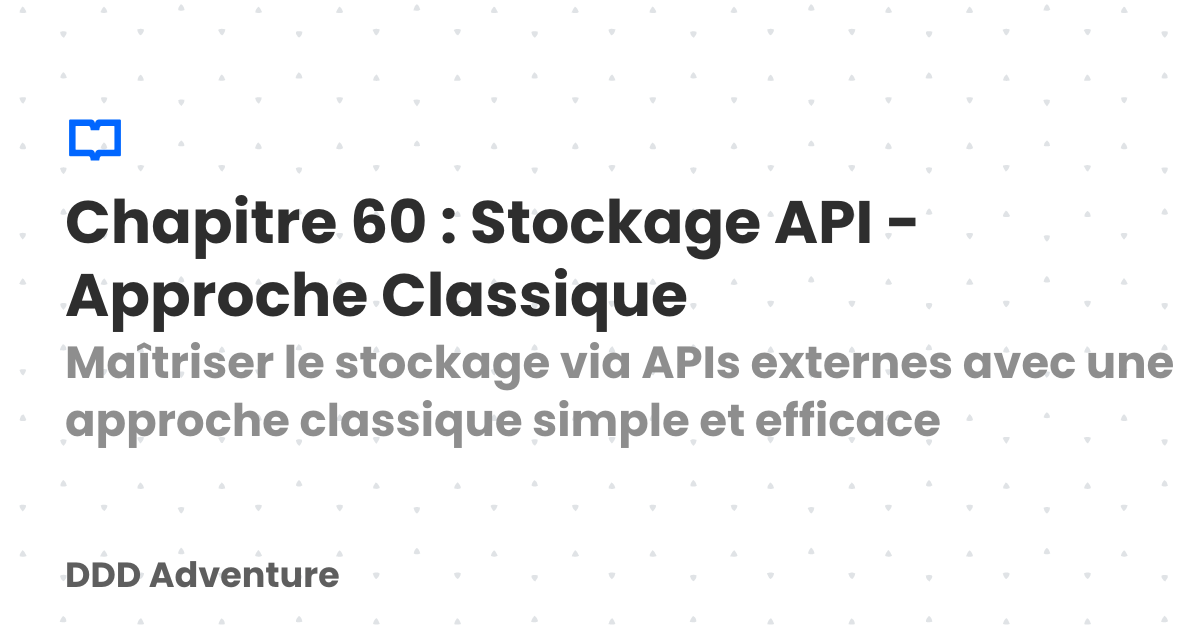 Chapitre 60 : Stockage API -
Approche Classique
Maîtriser le stockage via APIs externes avec une
approche classique simple et efficace
DDD Adventure